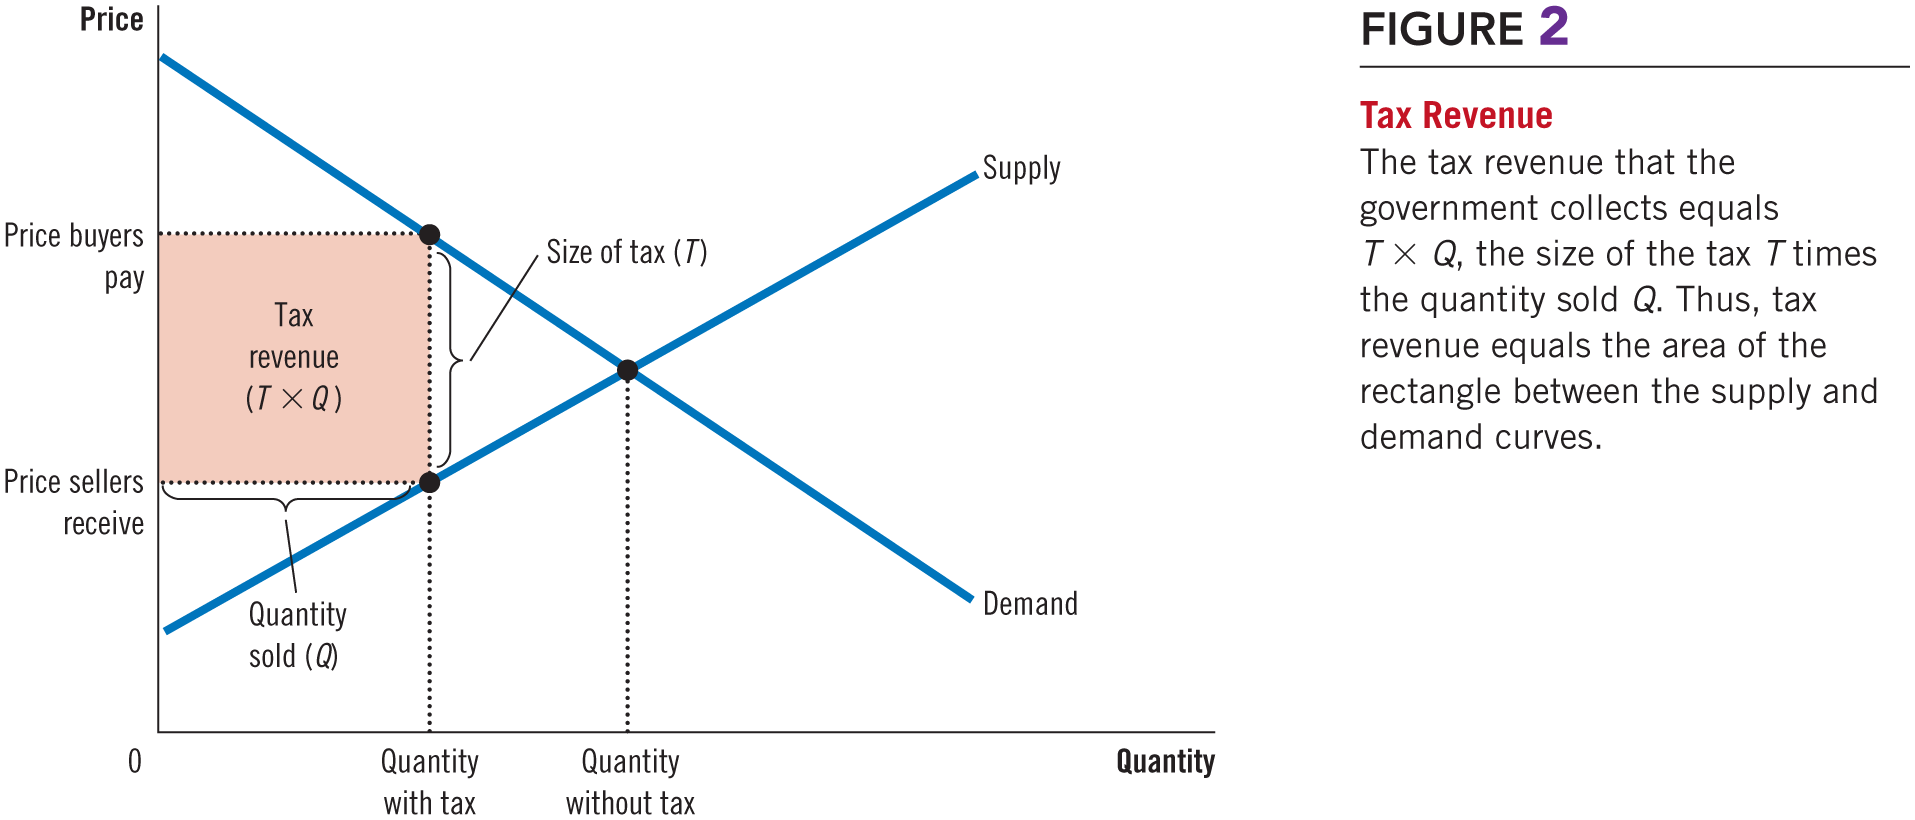 Price
Price buyers
pay
Tax
revenue
(T × Q)
Size of tax (T)
Supply
Price sellers
receive
Quantity
sold (Q)
Demand
0
Quantity
with tax
Quantity
without tax
Quantity
FIGURE 2
Tax Revenue
The tax revenue that the
government collects equals
T × Q, the size of the tax T times
the quantity sold Q. Thus, tax
revenue equals the area of the
rectangle between the supply and
demand curves.